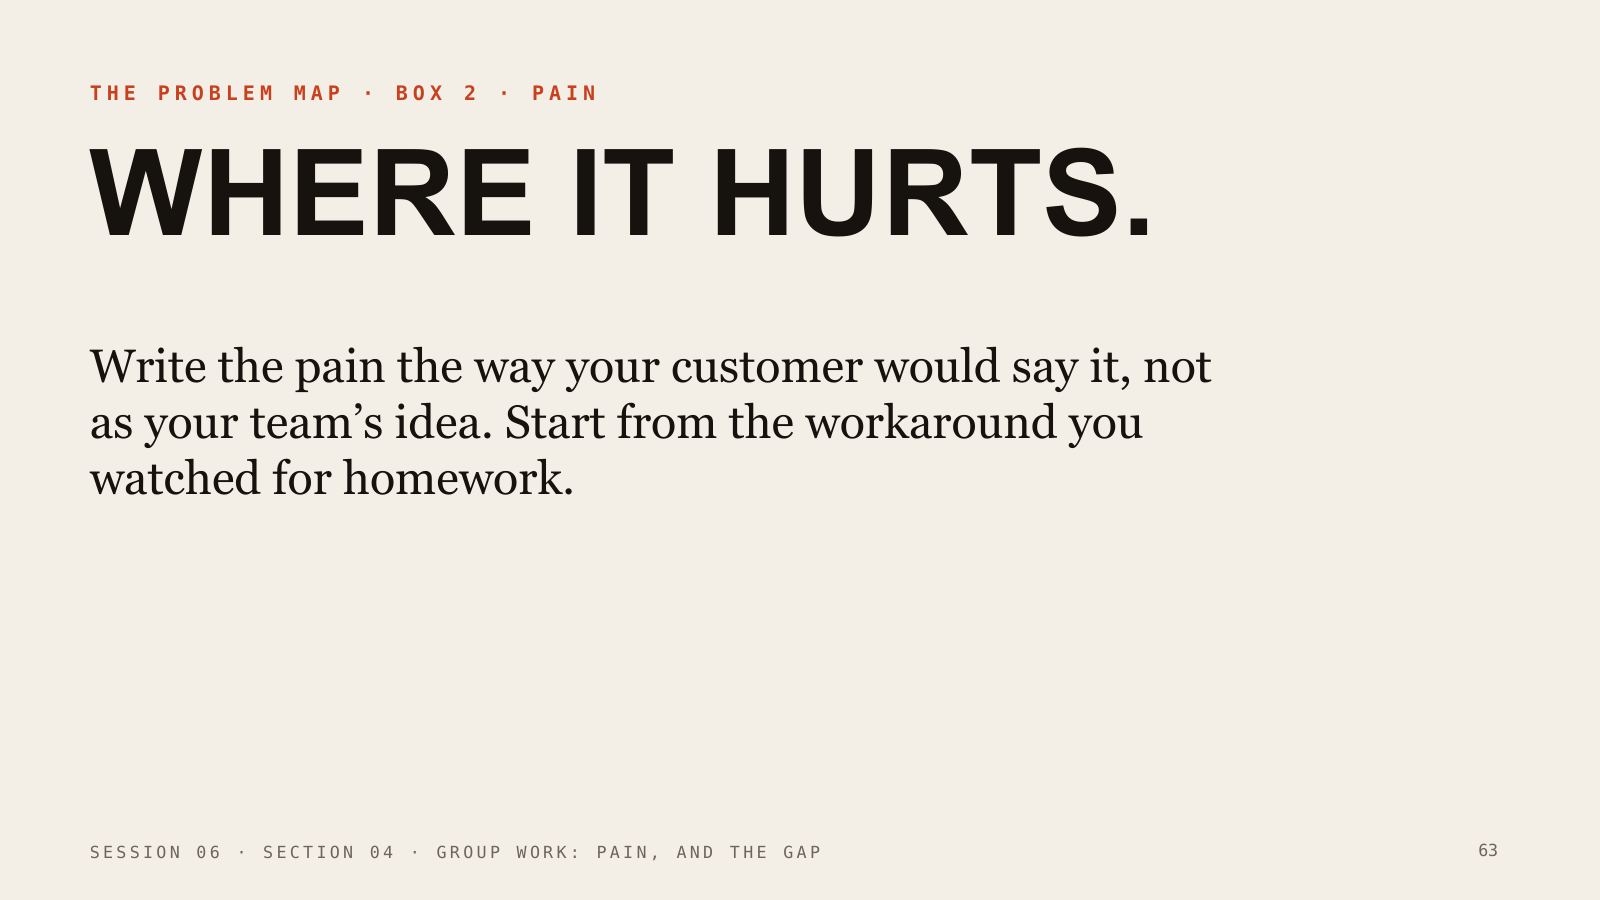 THE PROBLEM MAP · BOX 2 · PAIN
WHERE IT HURTS.
Write the pain the way your customer would say it, not
as your team’s idea. Start from the workaround you
watched for homework.
SESSION 06 · SECTION 04 · GROUP WORK: PAIN, AND THE GAP
63